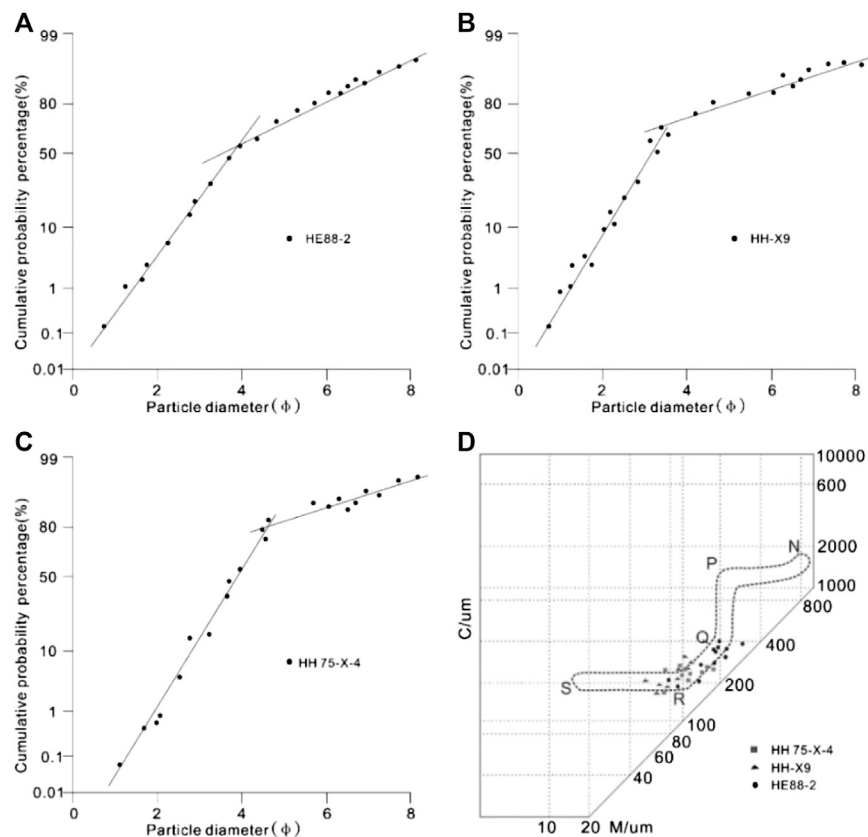 A
99
80
50
10
1
0.1
0.01
Cumulative probability percentage(%)
HE88-2
0 2 4 6 8
Particle diameter(ϕ)
B
99
80
50
10
1
0.1
0.01
Cumulative probability percentage(%)
HH-X9
0 2 4 6 8
Particle diameter(ϕ)
C
99
80
50
10
1
0.1
0.01
Cumulative probability percentage(%)
HH 75-X-4
0 2 4 6 8
Particle diameter(ϕ)
D
C/um
10000
600
2000
1000
800
400
200
100
80
60
40
N
P
Q
S
R
HH 75-X-4
HH-X9
HE88-2
10 20 M/um